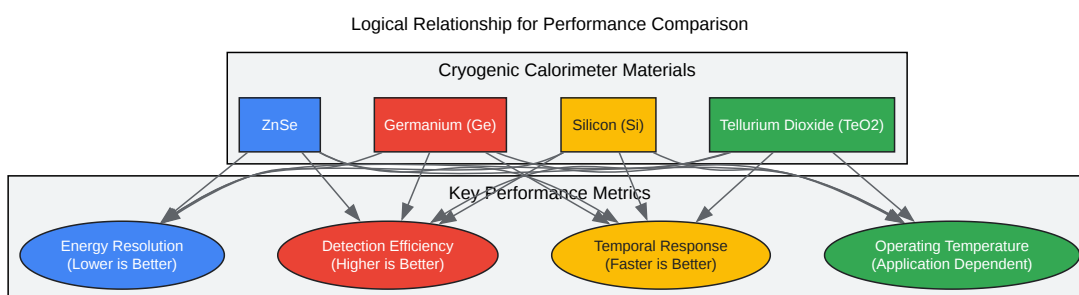 Logical Relationship for Performance Comparison
Cryogenic Calorimeter Materials
ZnSe
Germanium (Ge)
Silicon (Si)
Tellurium Dioxide (TeO2)
Key Performance Metrics
Energy Resolution
(Lower is Better)
Detection Efficiency
(Higher is Better)
Temporal Response
(Faster is Better)
Operating Temperature
(Application Dependent)